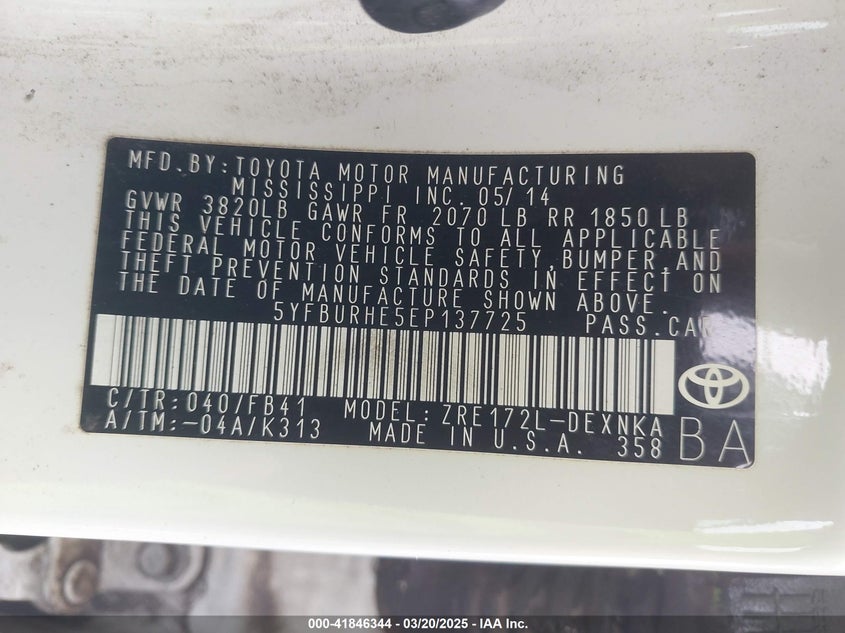 MFD.BY:TOYOTA MOTOR MANUFACTURING
MISSISSIPPI INC. 05/14
GVWR 3820LB GAWR FR 2070 LB RR 1850 LB
THIS VEHICLE CONFORMS TO ALL APPLICABLE
FEDERAL MOTOR VEHICLE SAFETY,BUMPER,AND
THEFT PREVENTION STANDARDS IN EFFECT ON
THE DATE OF MANUFACTURE SHOWN ABOVE.
5YFBURHE5EP137725 PASS.CAR
C/TR:040/FB41 MODEL:ZRE172L-DEXNKA
A/TM:-04A/K313 MADE IN U.S.A. 358 BA
000-41846344 - 03/20/2025 - IAA Inc.